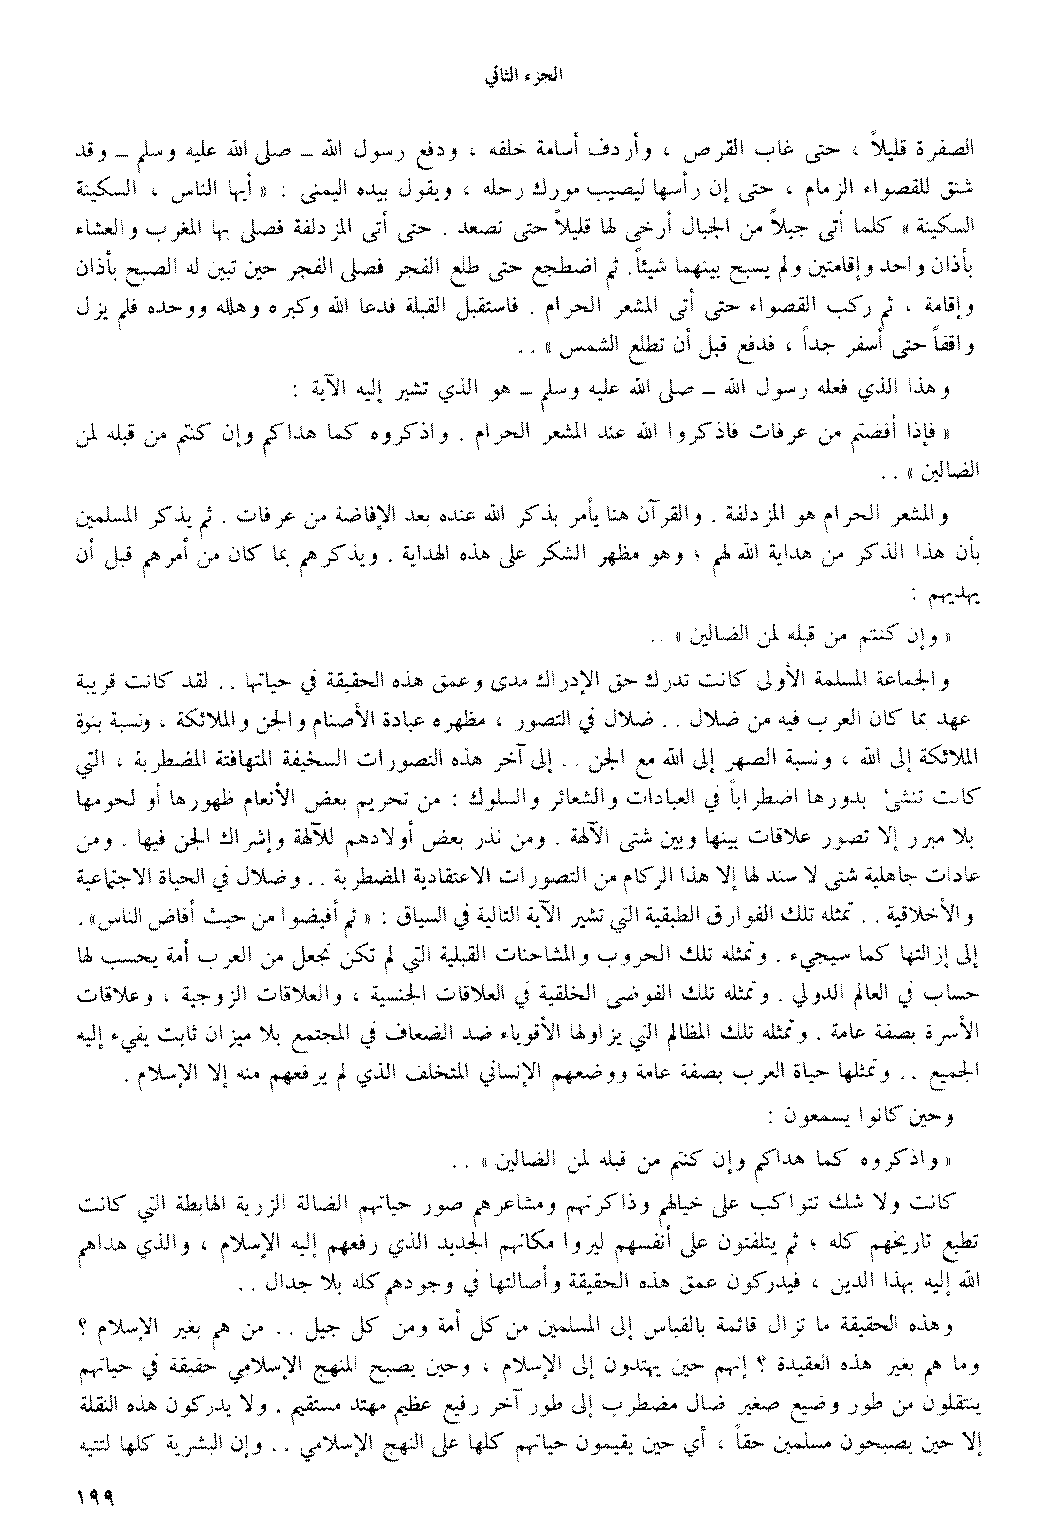 الجزء الثاني
الصفرة قليلاً ، حتى غاب القرص ، وأردف أسامة خلفه ، ودفع رسول الله – صلى الله عليه وسلم – وقد
شنق للقصواء الزمام ، حتى إن رأسها ليصيب مورك رحله ، ويقول بيده اليمنى : « أيها الناس ، السكينة
السكينة » كلما أتى جبلاً من الجبال أرخى لها قليلاً حتى تصعد . حتى أتى المزدلفة فصلى بها المغرب والعشاء
بأذان واحد وإقامتين ولم يسبح بينهما شيئاً. ثم اضطجع حتى طلع الفجر فصلى الفجر حين تبين له الصبح بأذان
وإقامة ، ثم ركب القصواء حتى أتى المشعر الحرام . فاستقبل القبلة فدعا الله وكبره وهلله ووحده فلم يزل
واقفاً حتى أسفر جداً ، فدفع قبل أن تطلع الشمس » . .
وهذا الذي فعله رسول الله – صلى الله عليه وسلم – هو الذي تشير إليه الآية :
« فإذا أفضتم من عرفات فاذكروا الله عند المشعر الحرام . واذكروه كما هداكم وإن كنتم من قبله لمن
الضالين » . .
والمشعر الحرام هو المزدلفة . والقرآن هنا يأمر بذكر الله عنده بعد الإفاضة من عرفات . ثم يذكر المسلمين
بأن هذا الذكر من هداية الله لهم ؛ وهو مظهر الشكر على هذه الهداية . ويذكرهم بما كان من أمرهم قبل أن
يهديهم :
« وإن كنتم من قبله لمن الضالين » . .
والجماعة المسلمة الأولى كانت تدرك حق الإدراك مدى وعمق هذه الحقيقة في حياتها . . لقد كانت قريبة
عهد بما كان العرب فيه من ضلال . . ضلال في التصور ، مظهره عبادة الأصنام والجن والملائكة ، ونسبة بنوة
الملائكة إلى الله ، ونسبة الصهر إلى الله مع الجن . . إلى آخر هذه التصورات السخيفة المتهافتة المضطربة ، التي
كانت تنشئ بدورها اضطراباً في العبادات والشعائر والسلوك : من تحريم بعض الأنعام ظهورها أو لحومها
بلا مبرر إلا تصور علاقات بينها وبين شتى الآلهة . ومن نذر بعض أولادهم للآلهة وإشراك الجن فيها . ومن
عادات جاهلية شتى لا سند لها إلا هذا الركام من التصورات الاعتقادية المضطربة . . وضلال في الحياة الاجتماعية
والأخلاقية . . تمثله تلك الفوارق الطبقية التي تشير الآية التالية في السياق : « ثم أفيضوا من حيث أفاض الناس».
إلى إزالتها كما سيجيء . وتمثله تلك الحروب والمشاحنات القبلية التي لم تكن تجعل من العرب أمة يحسب لها
حساب في العالم الدولي . وتمثله تلك الفوضى الخلقية في العلاقات الجنسية ، والعلاقات الزوجية ، وعلاقات
الأسرة بصفة عامة . وتمثله تلك المظالم التي يزاولها الأقوياء ضد الضعاف في المجتمع بلا ميزان ثابت يفيء إليه
الجميع . . وتمثلها حياة العرب بصفة عامة ووضعهم الإنساني المتخلف الذي لم يرفعهم منه إلا الإسلام .
وحين كانوا يسمعون :
« واذكروه كما هداكم وإن كنتم من قبله لمن الضالين » . .
كانت ولا شك تتواكب على خيالهم وذاكرتهم ومشاعرهم صور حياتهم الضالة الزرية الهابطة التي كانت
تطبع تاريخهم كله ؛ ثم يتلفتون على أنفسهم ليروا مكانهم الجديد الذي رفعهم إليه الإسلام ، والذي هداهم
الله إليه بهذا الدين ، فيدركون عمق هذه الحقيقة وأصالتها في وجودهم كله بلا جدال . .
وهذه الحقيقة ما تزال قائمة بالقياس إلى المسلمين من كل أمة ومن كل جيل . . من هم بغير الإسلام ؟
وما هم بغير هذه العقيدة ؟ إنهم حين يهتدون إلى الإسلام ، وحين يصبح المنهج الإسلامي حقيقة في حياتهم
ينتقلون من طور وضيع صغير ضال مضطرب إلى طور آخر رفيع عظيم مهتد مستقيم . ولا يدركون هذه النقلة
إلا حين يصبحون مسلمين حقاً ، أي حين يقيمون حياتهم كلها على النهج الإسلامي . . وإن البشرية كلها لتتيه
١٩٩